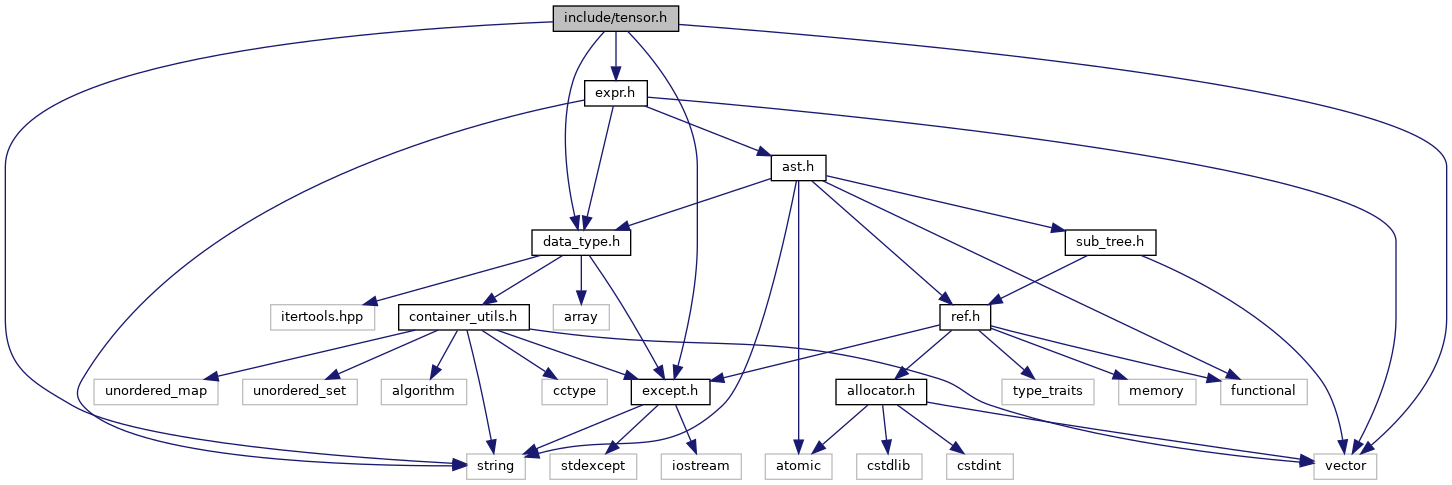 include/tensor.h
expr.h
ast.h
data_type.h
sub_tree.h
itertools.hpp
container_utils.h
array
ref.h
unordered_map
unordered_set
algorithm
cctype
except.h
allocator.h
type_traits
memory
functional
string
stdexcept
iostream
atomic
cstdlib
cstdint
vector